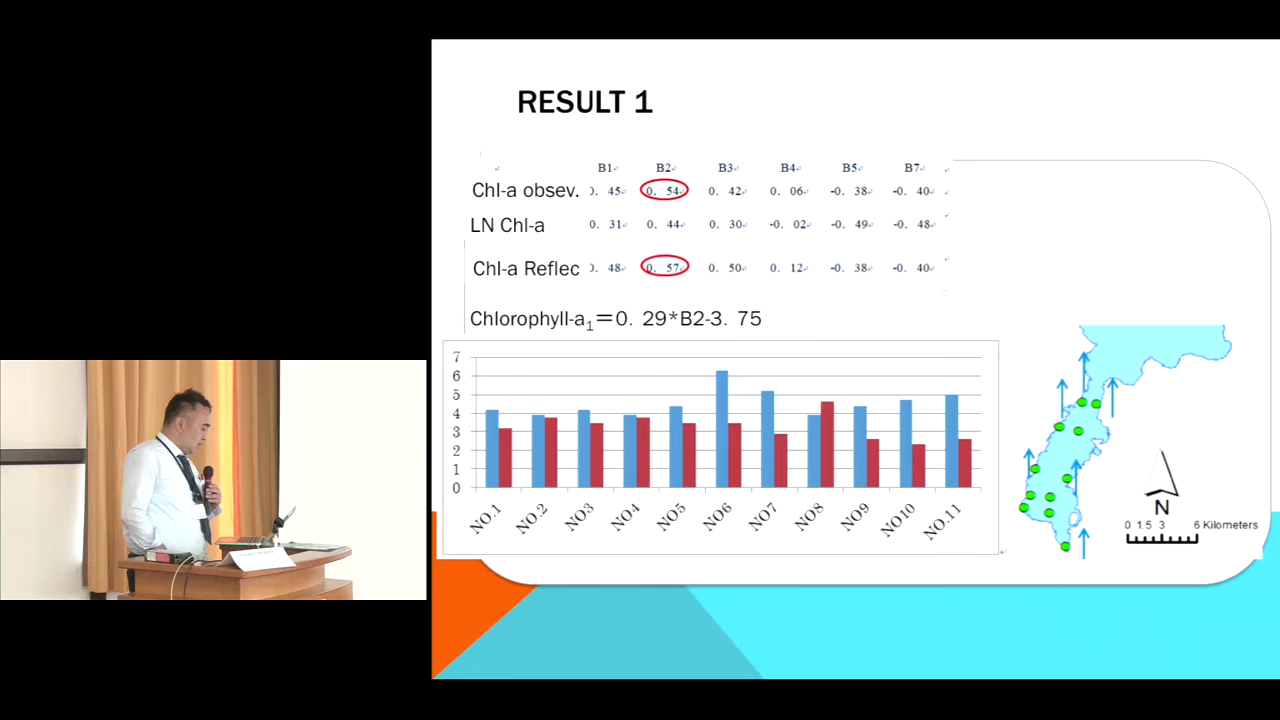 RESULT 1
B1 B2 B3 B4 B5 B7
Chl-a obsev. 0. 45 0. 54 0. 42 0. 06 -0. 38 -0. 40
LN Chl-a 0. 31 0. 44 0. 30 -0. 02 -0. 49 -0. 48
Chl-a Reflec 0. 48 0. 57 0. 50 0. 12 -0. 38 -0. 40
Chlorophyll-a1=0. 29*B2-3. 75
7
6
5
4
3
2
1
0
NO.1 NO.2 NO3 NO4 NO5 NO6 NO7 NO8 NO9 NO10 NO.11
N
0 1.5 3 6 Kilometers